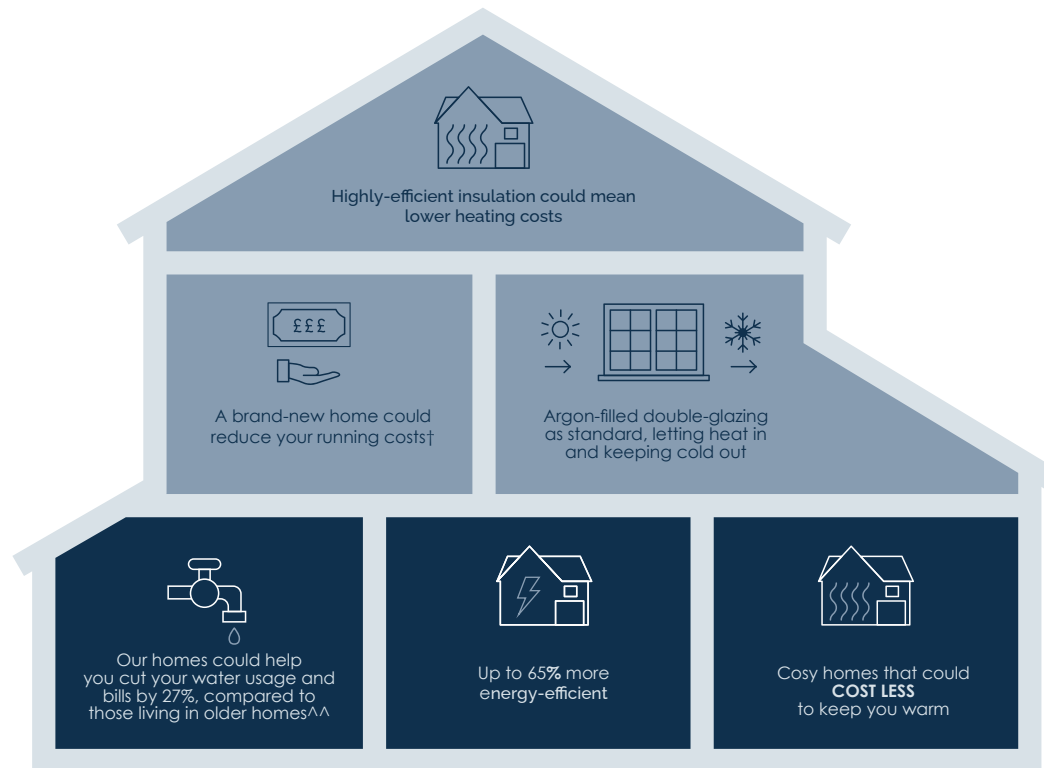 Highly-efficient insulation could mean
lower heating costs
£££
A brand-new home could
reduce your running costs†
Argon-filled double-glazing
as standard, letting heat in
and keeping cold out
Our homes could help
you cut your water usage and
bills by 27%, compared to
those living in older homes^^
Up to 65% more
energy-efficient
Cosy homes that could
COST LESS
to keep you warm